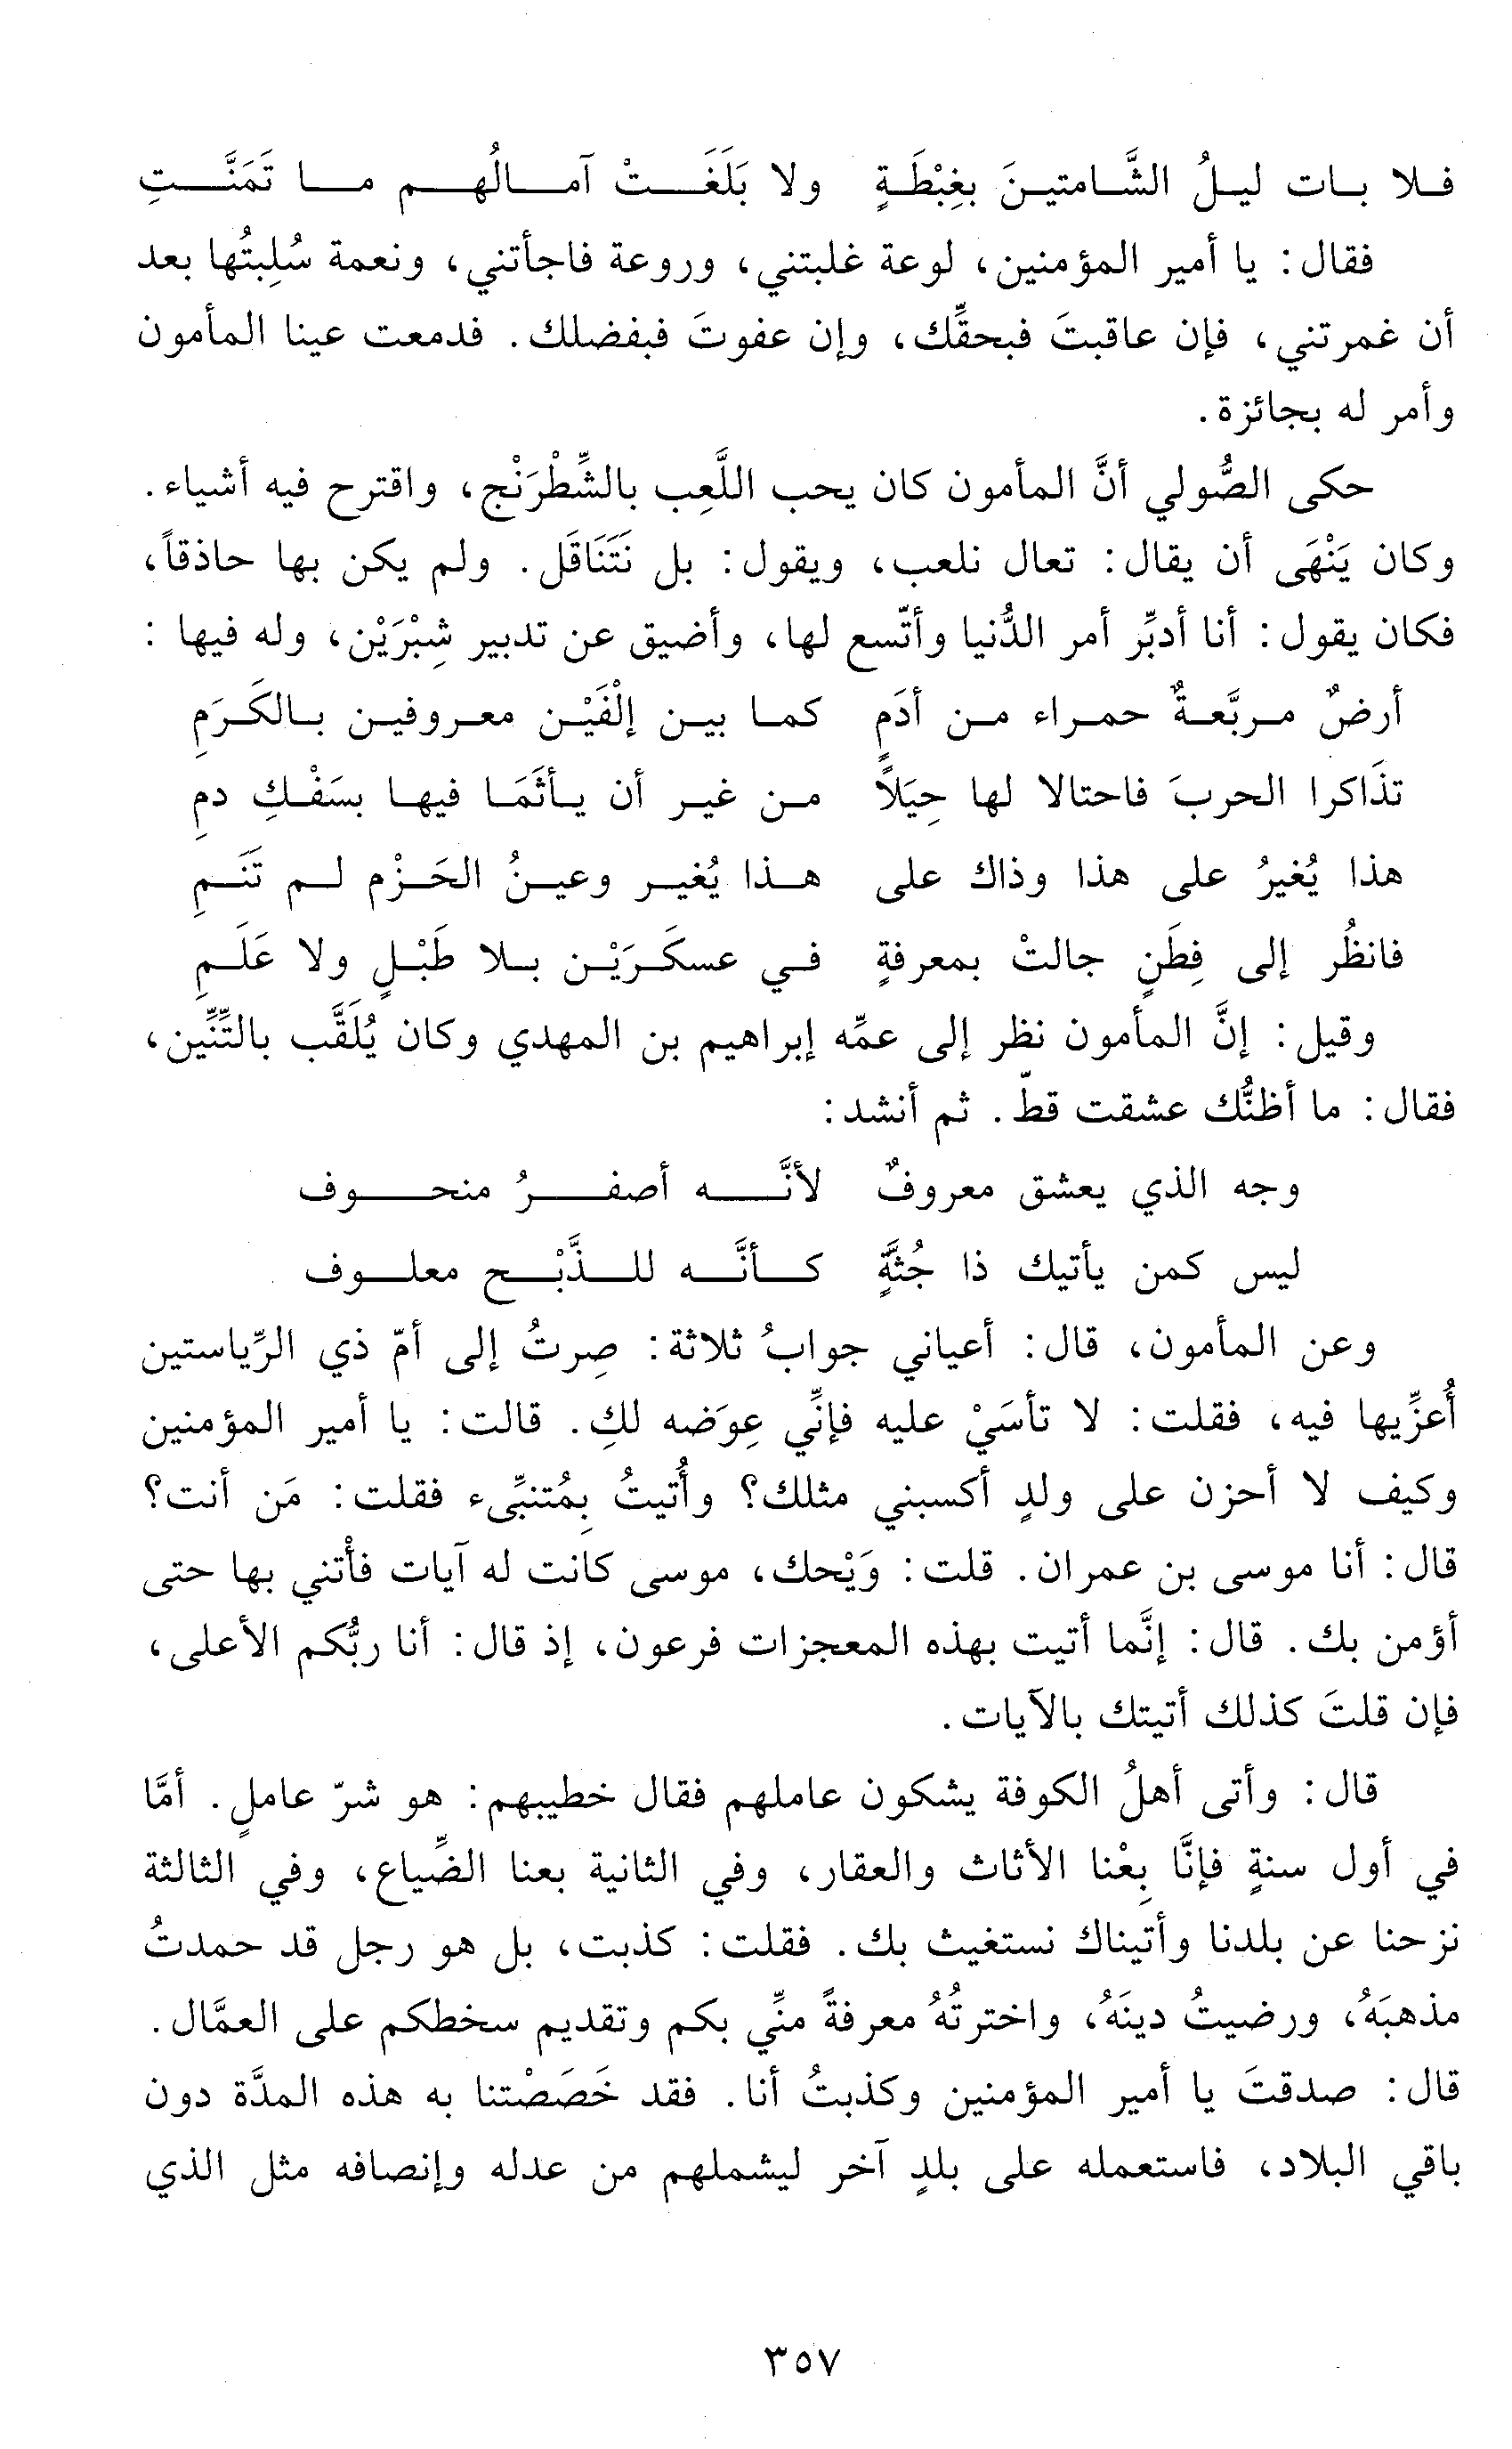 فلا بات ليلُ الشَّامتينَ بغِبْطَةٍ ولا بَلَغَتْ آمالُهم ما تَمَنَّتِ
فقال: يا أمير المؤمنين، لوعة غلبتني، وروعة فاجأتني، ونعمة سُلِبتُها بعد
أن غمرتني، فإن عاقبتَ فبحقِّك، وإن عفوتَ فبفضلك. فدمعت عينا المأمون
وأمر له بجائزة.
حكى الصُّولي أنَّ المأمون كان يحب اللَّعِب بالشِّطْرَنْج، واقترح فيه أشياء.
وكان يَنْهَى أن يقال: تعال نلعب، ويقول: بل نَتَنَاقَل. ولم يكن بها حاذقاً،
فكان يقول: أنا أدبِّر أمر الدُّنيا وأتّسع لها، وأضيق عن تدبير شِبْرَيْن، وله فيها:
أرضٌ مربَّعةٌ حمراء من أدَمٍ كما بين إلْفَيْن معروفين بالكَرَمِ
تذَاكرا الحربَ فاحتالا لها حِيَلًا من غير أن يأثَمَا فيها بسَفْكِ دمِ
هذا يُغيرُ على هذا وذاك على هذا يُغير وعينُ الحَزْم لم تَنَمِ
فانظُر إلى فِطَنٍ جالتْ بمعرفةٍ في عسكَرَيْن بلا طَبْلٍ ولا عَلَمِ
وقيل: إنَّ المأمون نظر إلى عمِّه إبراهيم بن المهدي وكان يُلَقَّب بالتِّنِّين،
فقال: ما أظنُّك عشقت قطّ. ثم أنشد:
وجه الذي يعشق معروفٌ لأنَّه أصفرُ منحوف
ليس كمن يأتيك ذا جُثَّةٍ كأنَّه للذَّبْح معلوف
وعن المأمون، قال: أعياني جوابُ ثلاثة: صِرتُ إلى أمّ ذي الرِّياستين
أُعزِّيها فيه، فقلت: لا تأسَيْ عليه فإنِّي عِوَضه لكِ. قالت: يا أمير المؤمنين
وكيف لا أحزن على ولدٍ أكسبني مثلك؟ وأُتيتُ بِمُتنبِّىء فقلت: مَن أنت؟
قال: أنا موسى بن عمران. قلت: وَيْحك، موسى كانت له آيات فأْتني بها حتى
أؤمن بك. قال: إنَّما أتيت بهذه المعجزات فرعون، إذ قال: أنا ربُّكم الأعلى،
فإن قلتَ كذلك أتيتك بالآيات.
قال: وأتى أهلُ الكوفة يشكون عاملهم فقال خطيبهم: هو شرّ عاملٍ. أمَّا
في أول سنةٍ فإنَّا بِعْنا الأثاث والعقار، وفي الثانية بعنا الضِّياع، وفي الثالثة
نزحنا عن بلدنا وأتيناك نستغيث بك. فقلت: كذبت، بل هو رجل قد حمدتُ
مذهبَهُ، ورضيتُ دينَهُ، واخترتُهُ معرفةً منِّي بكم وتقديم سخطكم على العمَّال.
قال: صدقتَ يا أمير المؤمنين وكذبتُ أنا. فقد خَصَصْتنا به هذه المدَّة دون
باقي البلاد، فاستعمله على بلدٍ آخر ليشملهم من عدله وإنصافه مثل الذي
٣٥٧